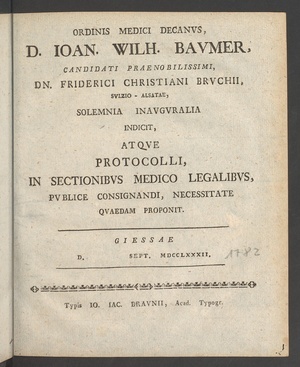 ORDINIS MEDICI DECANVS,
D. IOAN. WILH. BAVMER,
CANDIDATI PRAENOBILISSIMI,
DN. FRIDERICI CHRISTIANI BRVCHII,
SVLZIO - ALSATAE,
SOLEMNIA INAVGVRALIA
INDICIT,
ATQVE
PROTOCOLLI,
IN SECTIONIBVS MEDICO LEGALIBVS,
PVBLICE CONSIGNANDI, NECESSITATE
QVAEDAM PROPONIT.
GIESSAE
D. SEPT. MDCCLXXXII.
1782
Typis IO. IAC. BRAVNII, Acad. Typogr.